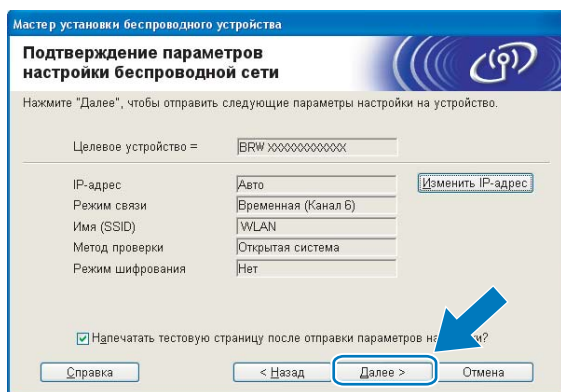 Мастер установки беспроводного устройства
Подтверждение параметров
настройки беспроводной сети
Нажмите "Далее", чтобы отправить следующие параметры настройки на устройство.
Целевое устройство = BRW XXXXXXXXXXXX
IP-адрес Авто Изменить IP-адрес
Режим связи Временная (Канал 6)
Имя (SSID) WLAN
Метод проверки Открытая система
Режим шифрования Нет
Напечатать тестовую страницу после отправки параметров
Справка < Назад Далее > Отмена